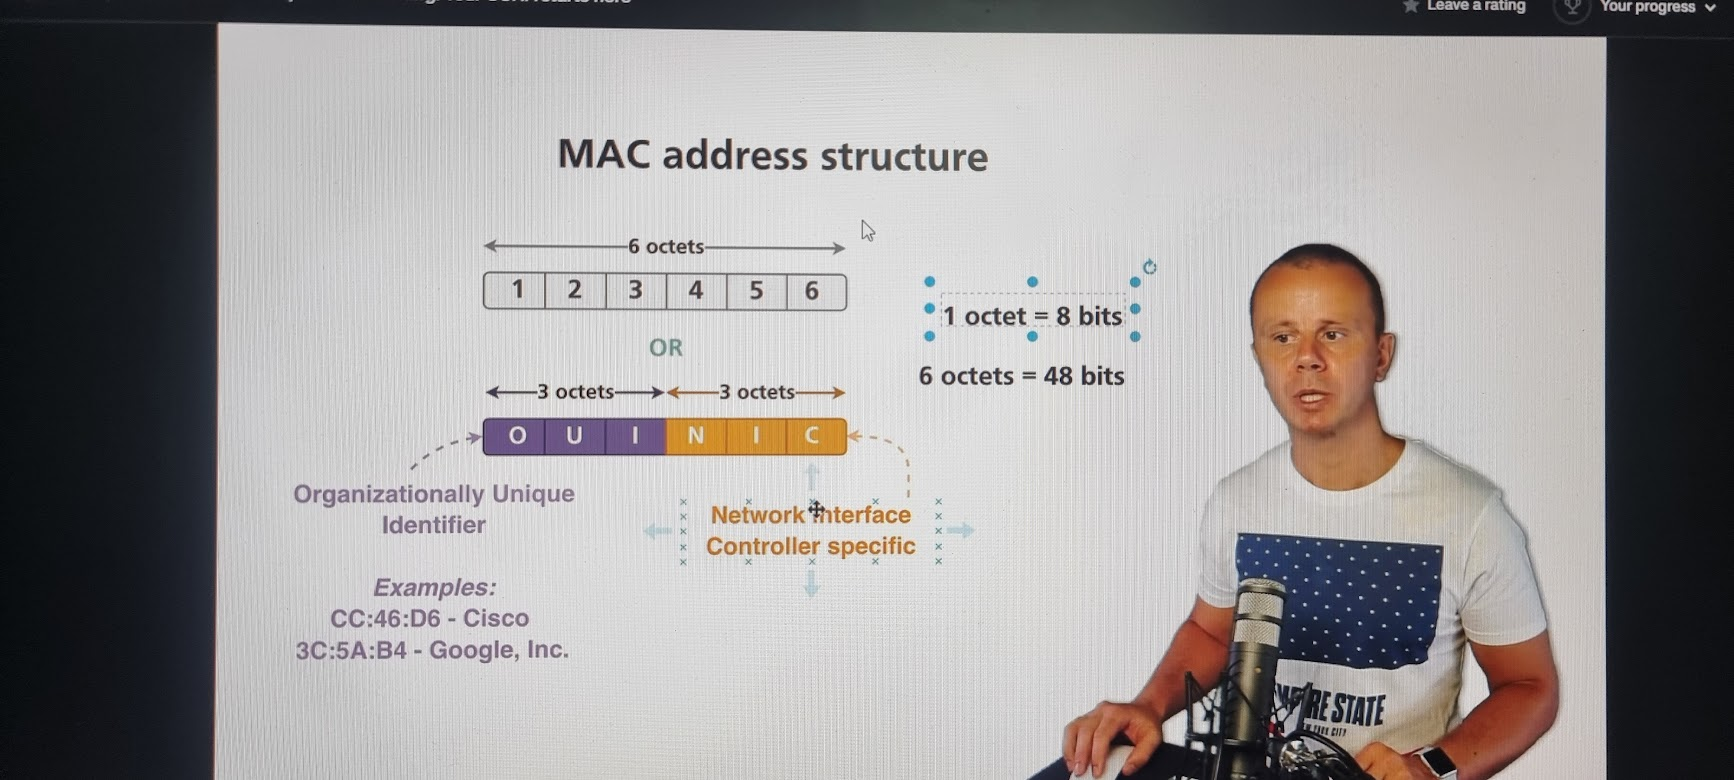 Leave a rating
Your progress
MAC address structure
6 octets
1 2 3 4 5 6
1 octet = 8 bits
OR
6 octets = 48 bits
3 octets 3 octets
O U I N I C
Organizationally Unique
Identifier
Network Interface
Controller specific
Examples:
CC:46:D6 - Cisco
3C:5A:B4 - Google, Inc.
RE STATE